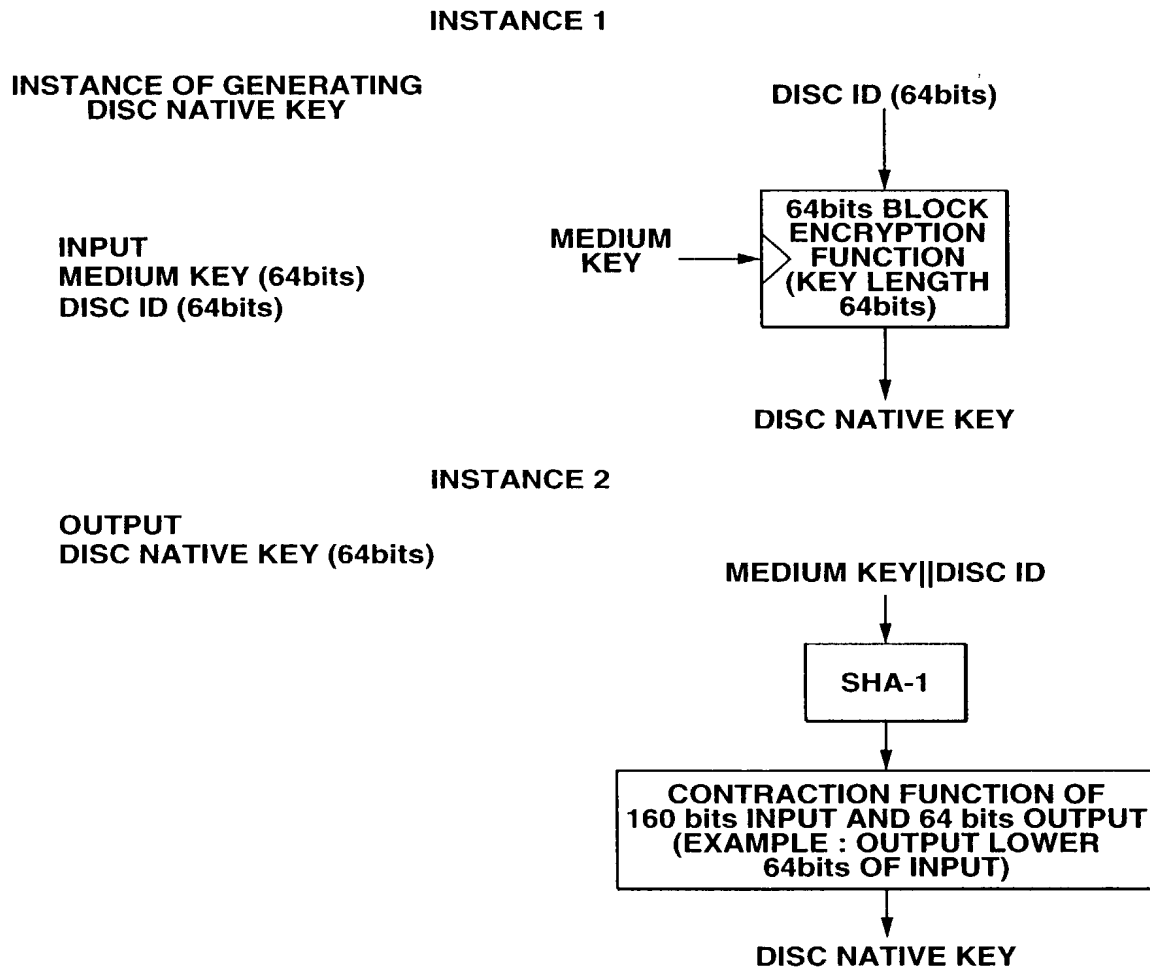 INSTANCE 1
INSTANCE OF GENERATING
DISC NATIVE KEY
DISC ID (64bits)
INPUT
MEDIUM KEY (64bits)
DISC ID (64bits)
MEDIUM
KEY
64bits BLOCK
ENCRYPTION
FUNCTION
(KEY LENGTH
64bits)
DISC NATIVE KEY
INSTANCE 2
OUTPUT
DISC NATIVE KEY (64bits)
MEDIUM KEY||DISC ID
SHA-1
CONTRACTION FUNCTION OF
160 bits INPUT AND 64 bits OUTPUT
(EXAMPLE : OUTPUT LOWER
64bits OF INPUT)
DISC NATIVE KEY